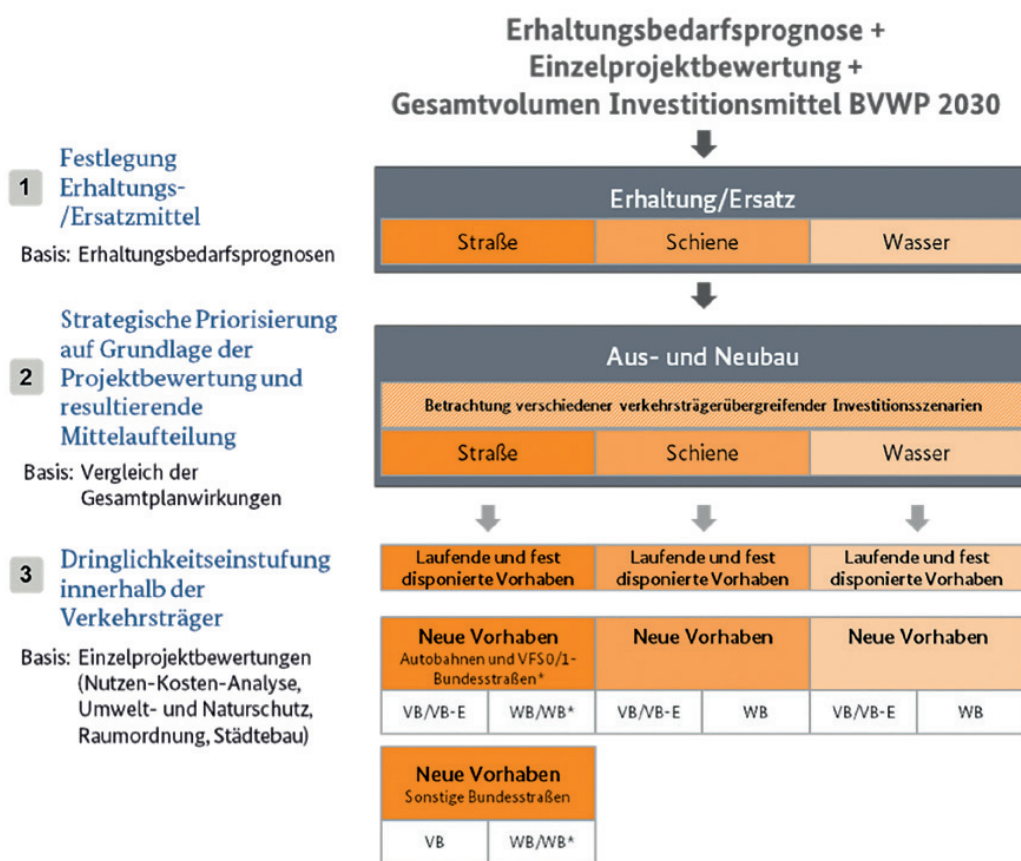 Erhaltungsbedarfsprognose +
Einzelprojektbewertung +
Gesamtvolumen Investitionsmittel BVWP 2030
1
Festlegung
Erhaltungs-
/Ersatzmittel
Basis: Erhaltungsbedarfsprognosen
Erhaltung/Ersatz
Straße
Schiene
Wasser
2
Strategische Priorisierung
auf Grundlage der
Projektbewertung und
resultierende
Mittelaufteilung
Basis: Vergleich der
Gesamtplanwirkungen
Aus- und Neubau
Betrachtung verschiedener verkehrsträgerübergreifender Investitionsszenarien
Straße
Schiene
Wasser
3
Dringlichkeitseinstufung
innerhalb der
Verkehrsträger
Basis: Einzelprojektbewertungen
(Nutzen-Kosten-Analyse,
Umwelt- und Naturschutz,
Raumordnung, Städtebau)
Laufende und fest
disponierte Vorhaben
Laufende und fest
disponierte Vorhaben
Laufende und fest
disponierte Vorhaben
Neue Vorhaben
Autobahnen und VFS0/1-
Bundesstraßen*
Neue Vorhaben
Neue Vorhaben
VB/VB-E
WB/WB*
VB/VB-E
WB
VB/VB-E
WB
Neue Vorhaben
Sonstige Bundesstraßen
VB
WB/WB*